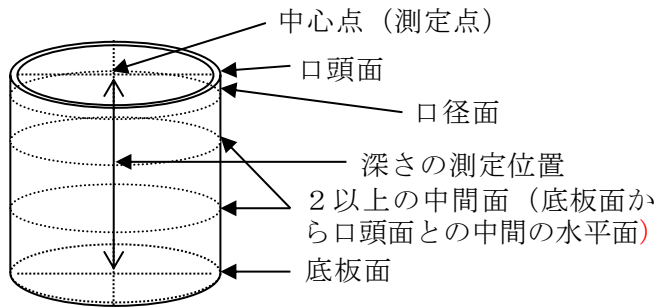 中心点（測定点）
口頭面
口径面
深さの測定位置
２以上の中間面（底板面か
ら口頭面との中間の水平面）
底板面